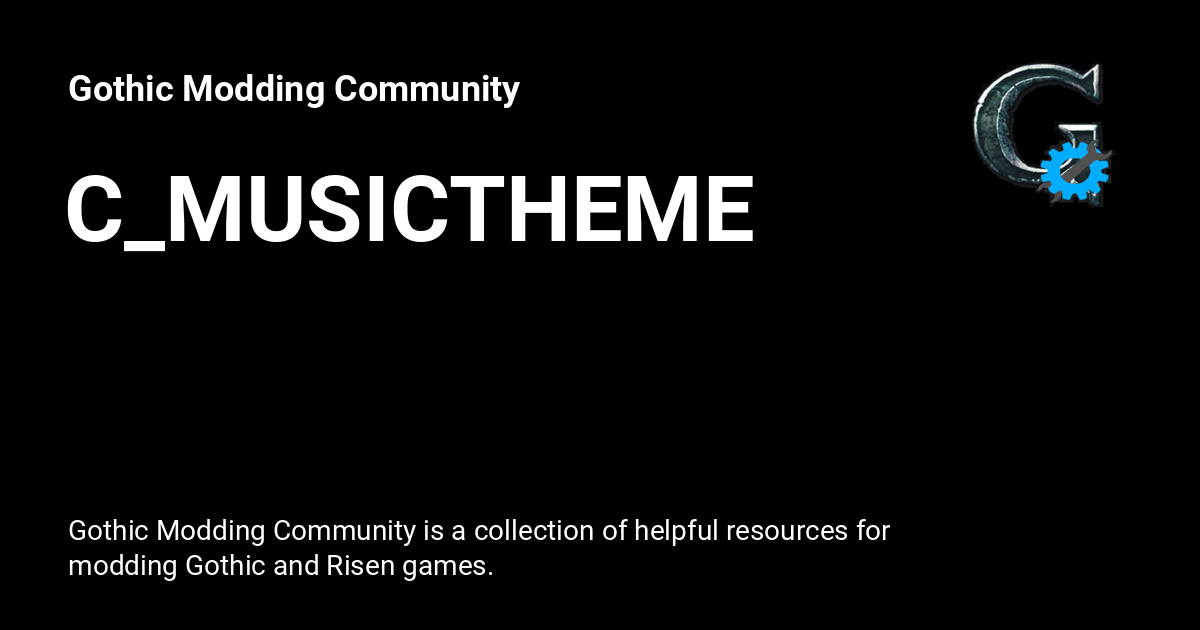 Gothic Modding Community
C_MUSICTHEME
G
Gothic Modding Community is a collection of helpful resources for
modding Gothic and Risen games.